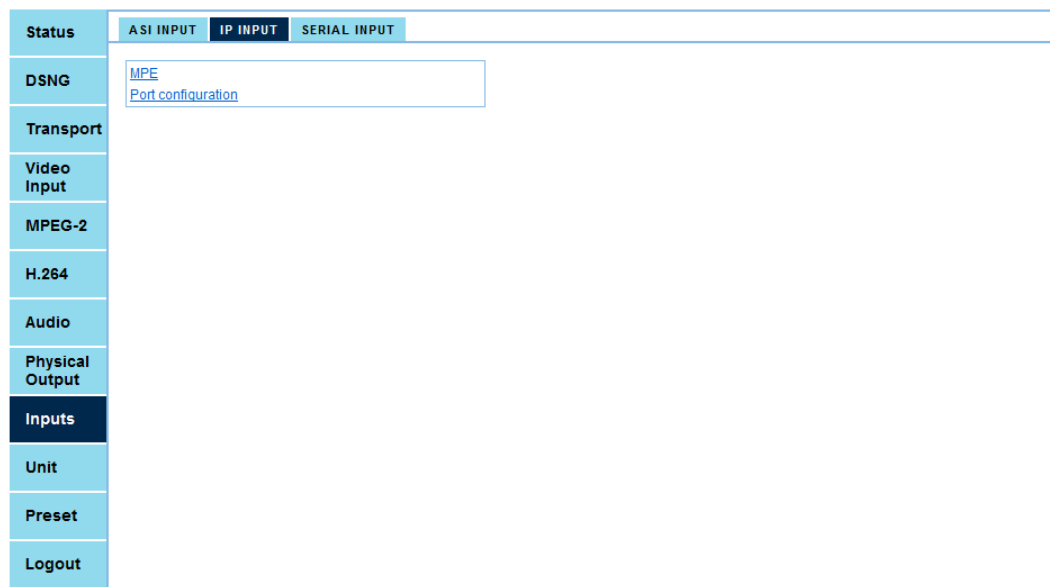 Status
DSNG
Transport
Video
Input
MPEG-2
H.264
Audio
Physical
Output
Inputs
Unit
Preset
Logout
ASI INPUT IP INPUT SERIAL INPUT
MPE
Port configuration